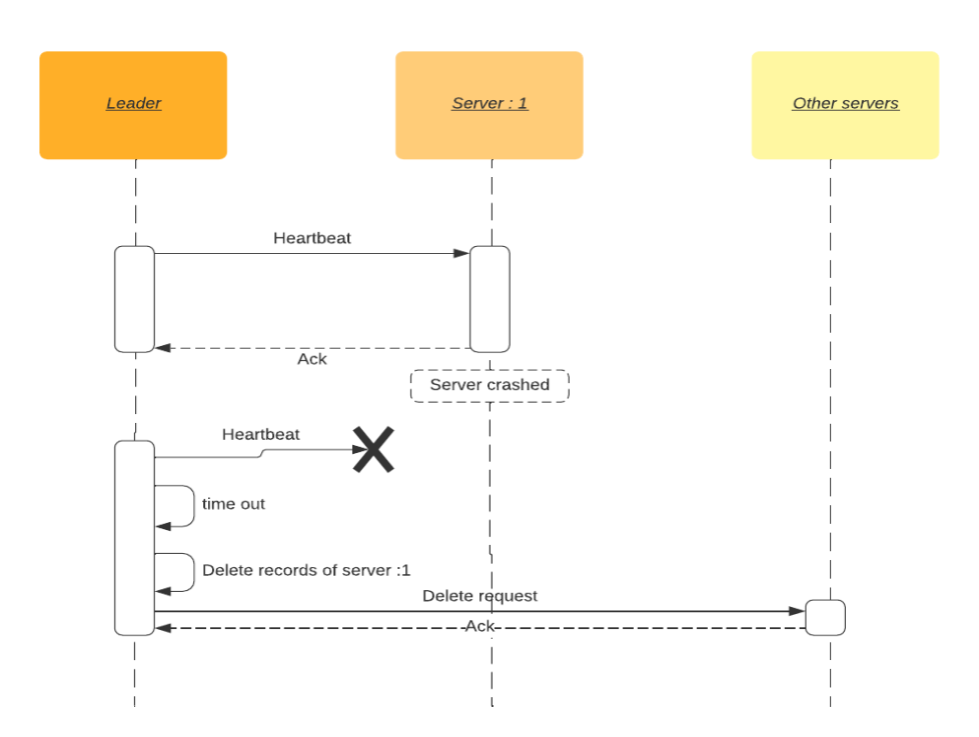 Leader
Server : 1
Other servers
Heartbeat
Ack
Server crashed
Heartbeat
time out
Delete records of server :1
Delete request
Ack